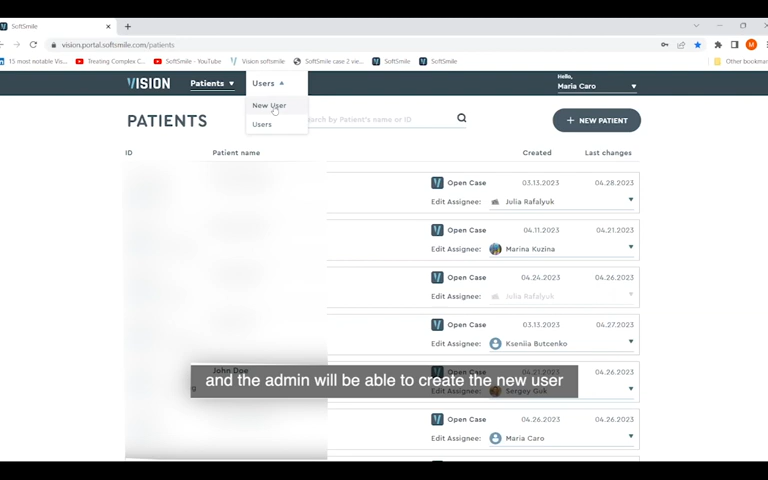 SoftSmile
vision.portal.softsmile.com/patients
15 most notable Vis...
Treating Complex C...
SoftSmile - YouTube
Vision softsmile
SoftSmile case 2 vie...
SoftSmile
SoftSmile
Other bookmar
VISION
Patients
Users
Hello,
Maria Caro
New User
Users
PATIENTS
earch by Patient's name or ID
+ NEW PATIENT
ID
Patient name
Created
Last changes
Open Case
03.13.2023
04.28.2023
Edit Assignee:
Julia Rafalyuk
Open Case
04.11.2023
04.21.2023
Edit Assignee:
Marina Kuzina
Open Case
04.24.2023
04.26.2023
Edit Assignee:
Julia Rafalyuk
Open Case
03.13.2023
04.27.2023
Edit Assignee:
Kseniia Butcenko
John Doe
Open Case
04.21.2023
04.26.2023
and the admin will be able to create the new user
Edit Assignee:
Sergey Guk
Open Case
04.26.2023
04.26.2023
Edit Assignee:
Maria Caro